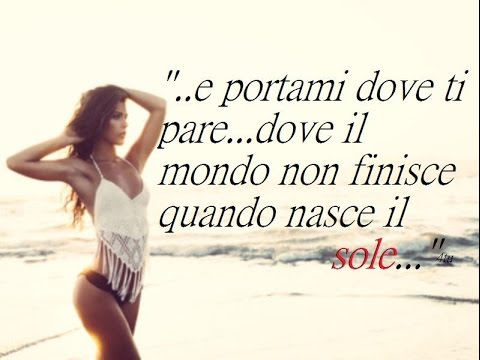 "..e portami dove ti
pare...dove il
mondo non finisce
quando nasce il
sole..."